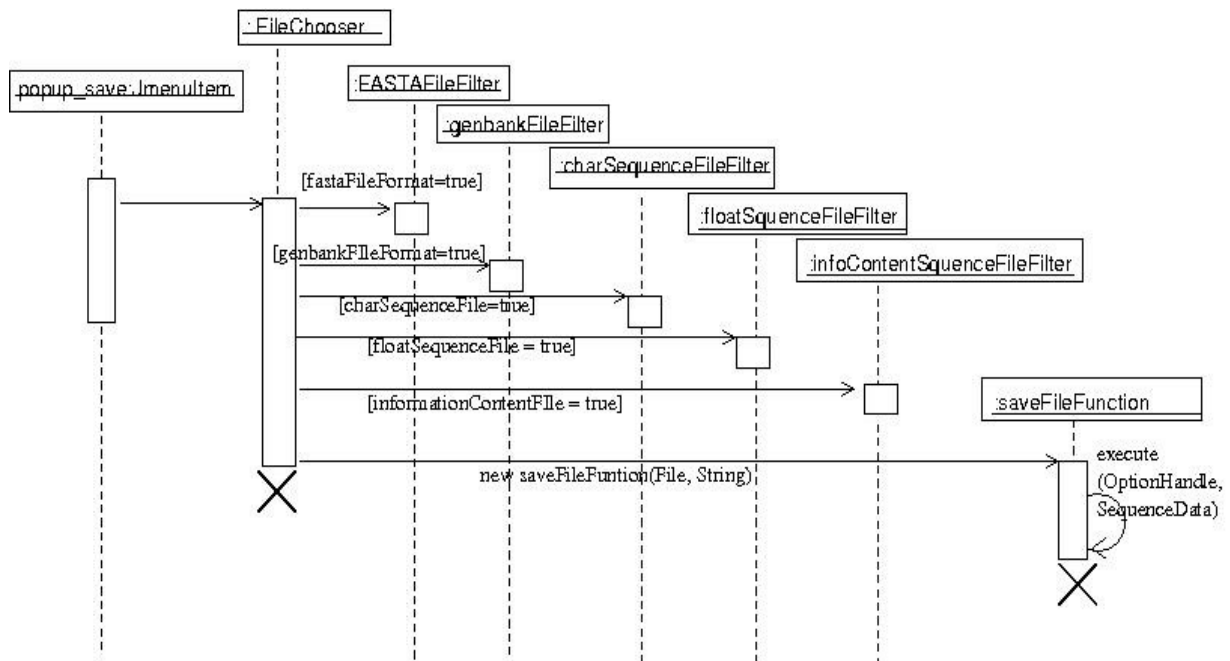 : FileChooser
popup_save:JmenuItem
:FASTAFileFilter
:genbankFileFilter
:charSequenceFileFilter
[fastaFileFormat=true]
:floatSquenceFileFilter
[genbankFIleFormat=true]
:infoContentSquenceFileFilter
[charSequenceFile=true]
[floatSequenceFile = true]
[informationContentFIle = true]
:saveFileFunction
new saveFileFuntion(File, String)
execute
(OptionHandle,
SequenceData)